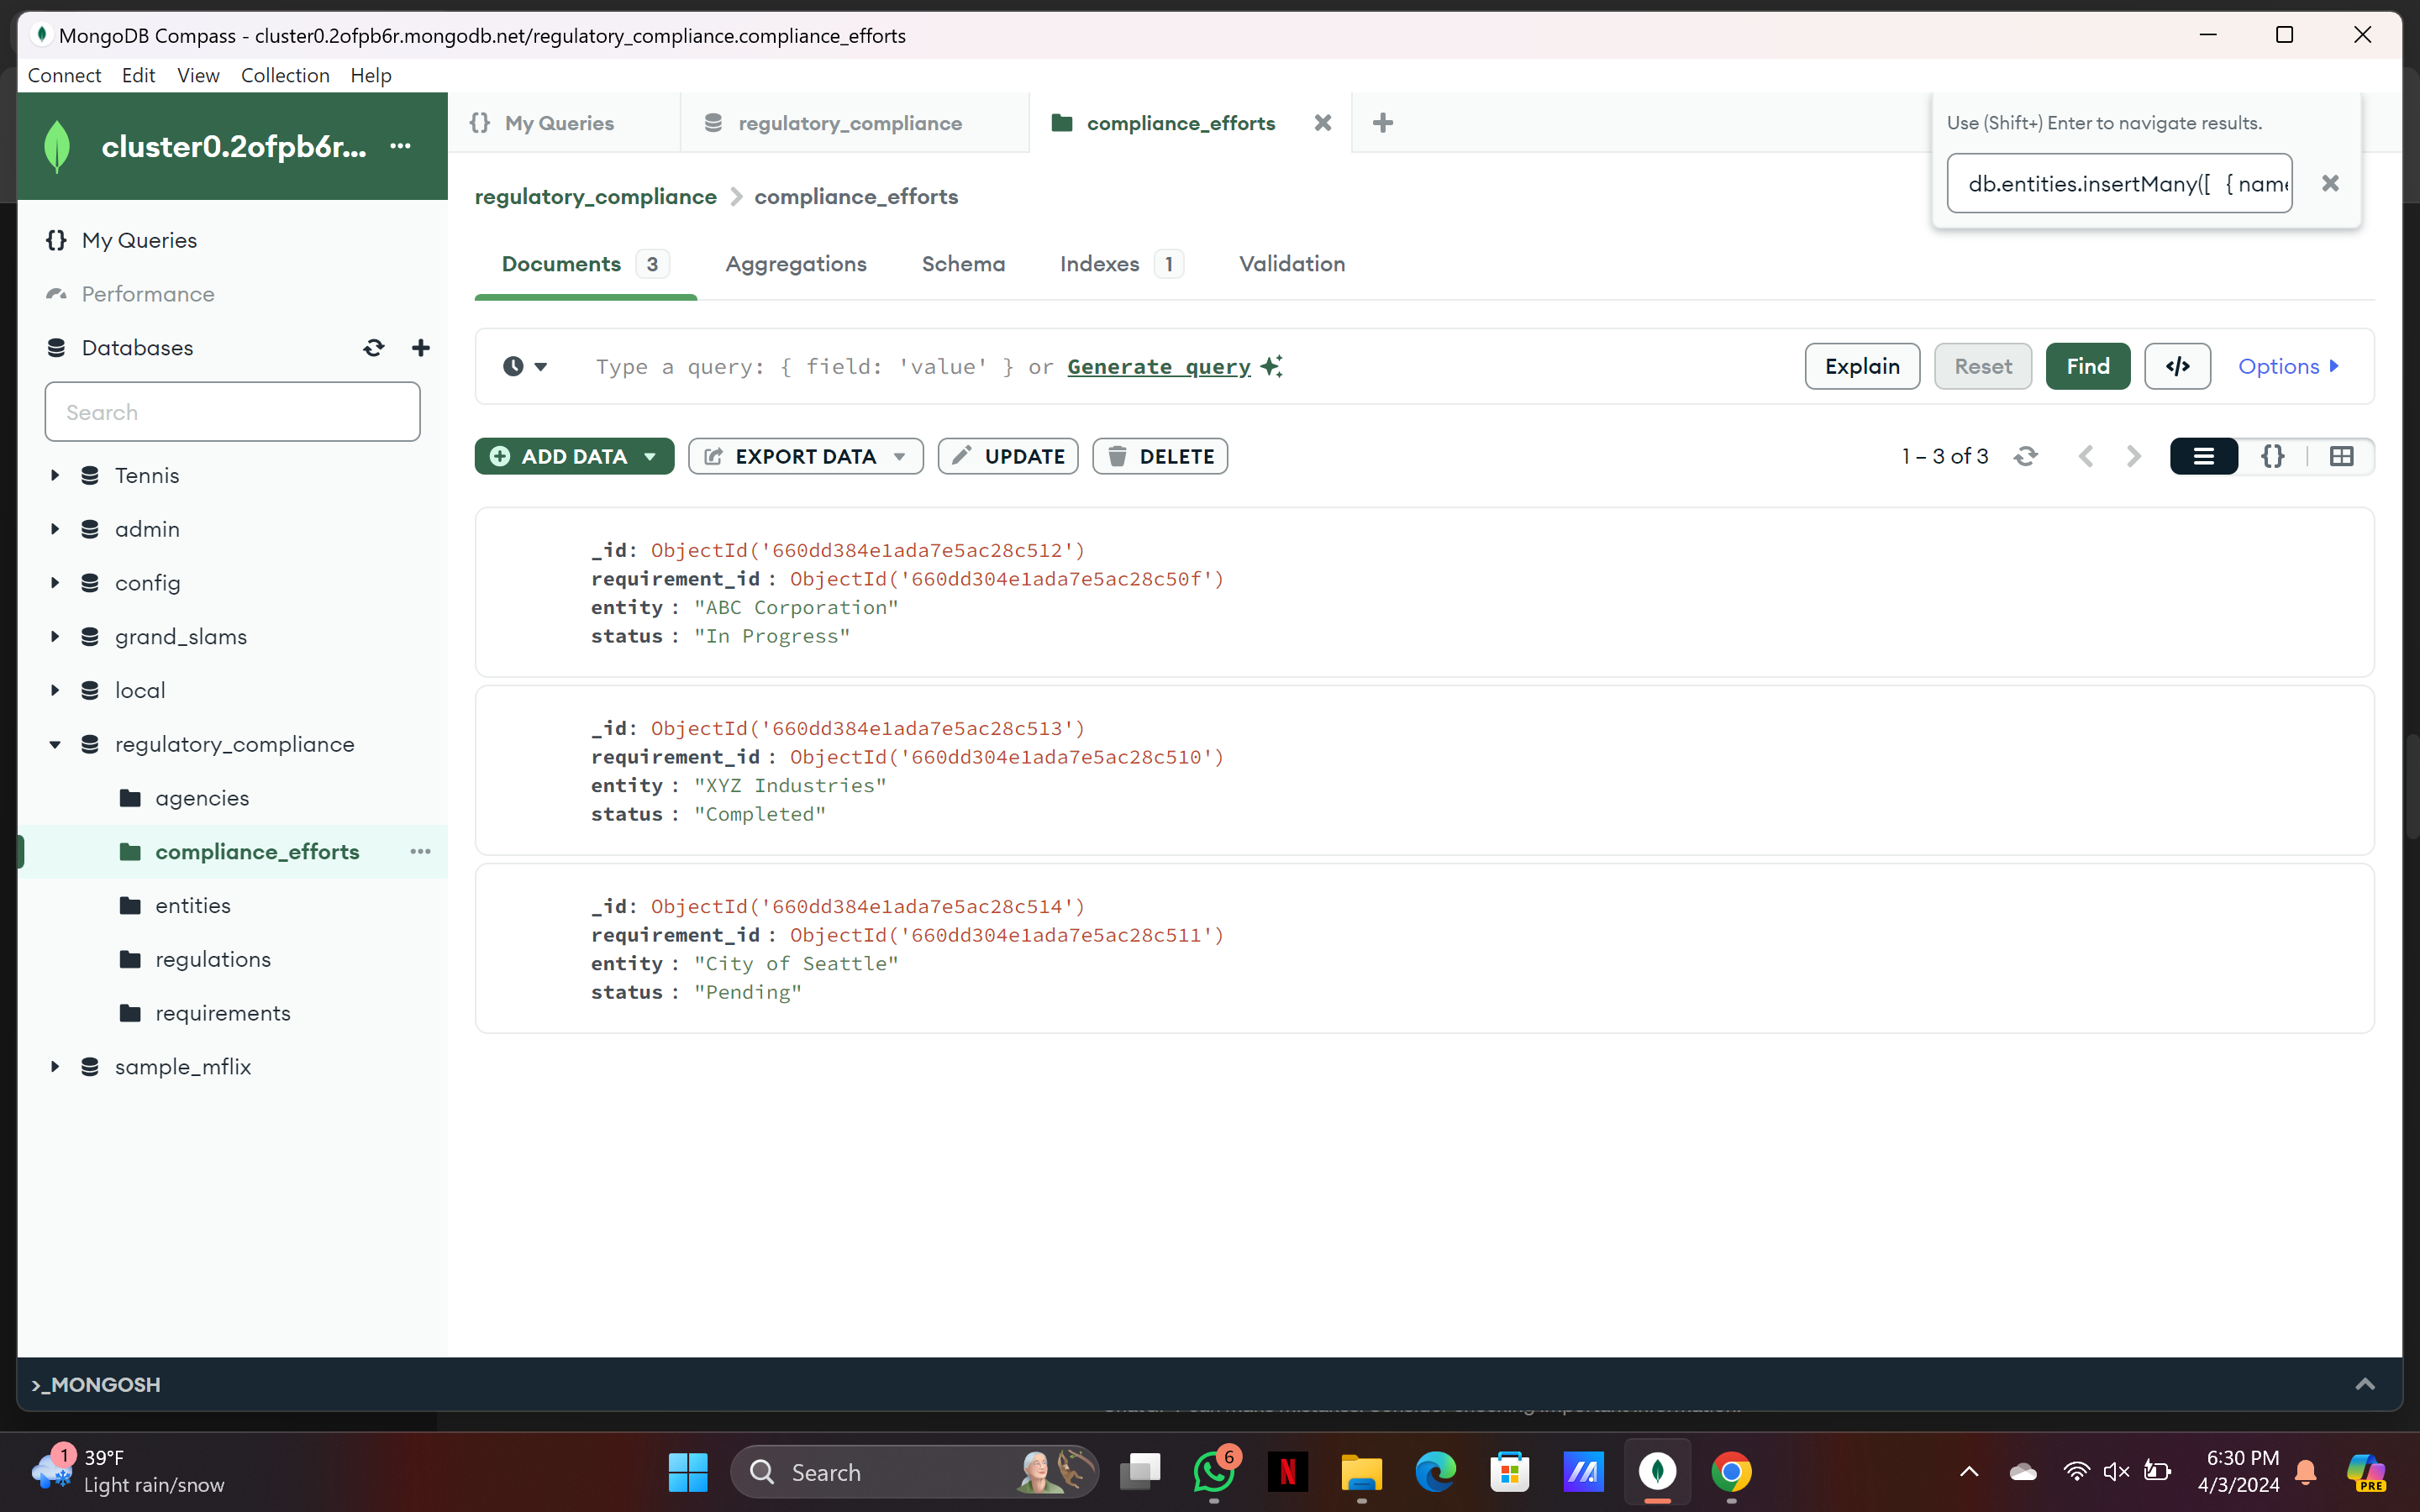 MongoDB Compass - cluster0.2ofpb6r.mongodb.net/regulatory_compliance.compliance_efforts
Connect Edit View Collection Help
cluster0.2ofpb6r... ...
{} My Queries
Performance
Databases
Search
Tennis
admin
config
grand_slams
local
regulatory_compliance
agencies
compliance_efforts ...
entities
regulations
requirements
sample_mflix
{} My Queries regulatory_compliance compliance_efforts
Use (Shift+) Enter to navigate results.
db.entities.insertMany([ { name
regulatory_compliance > compliance_efforts
Documents 3 Aggregations Schema Indexes 1 Validation
Type a query: { field: 'value' } or Generate query
Explain Reset Find </> Options
ADD DATA EXPORT DATA UPDATE DELETE
1 – 3 of 3 {}
_id: ObjectId('660dd384e1ada7e5ac28c512')
requirement_id : ObjectId('660dd304e1ada7e5ac28c50f')
entity : "ABC Corporation"
status : "In Progress"
_id: ObjectId('660dd384e1ada7e5ac28c513')
requirement_id : ObjectId('660dd304e1ada7e5ac28c510')
entity : "XYZ Industries"
status : "Completed"
_id: ObjectId('660dd384e1ada7e5ac28c514')
requirement_id : ObjectId('660dd304e1ada7e5ac28c511')
entity : "City of Seattle"
status : "Pending"
>_MONGOSH
1
39°F
Light rain/snow
Search
6
N
6:30 PM
4/3/2024
PRE